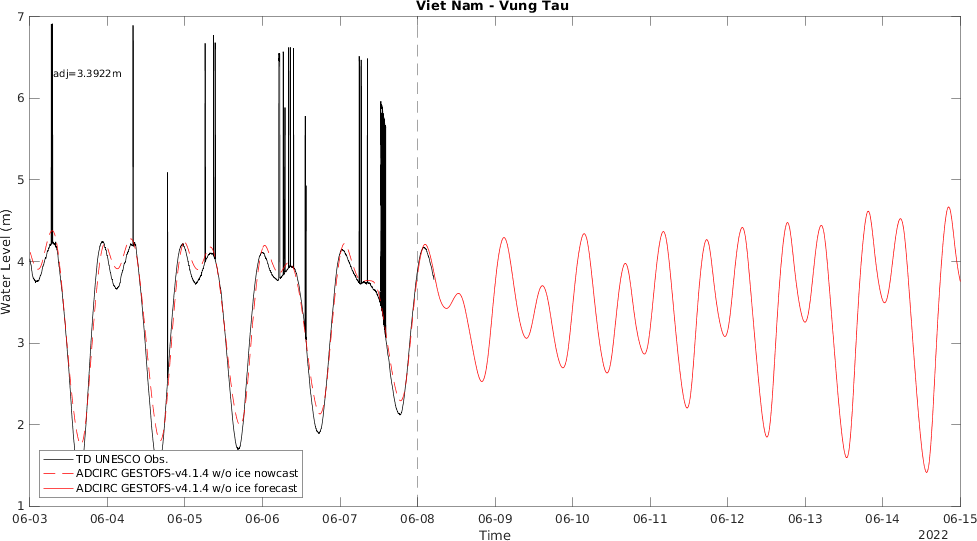 Viet Nam - Vung Tau
7
6
5
4
3
2
1
Water Level (m)
adj=3.3922m
TD UNESCO Obs.
ADCIRC GESTOFS-v4.1.4 w/o ice nowcast
ADCIRC GESTOFS-v4.1.4 w/o ice forecast
06-03 06-04 06-05 06-06 06-07 06-08 06-09 06-10 06-11 06-12 06-13 06-14 06-15
Time
2022